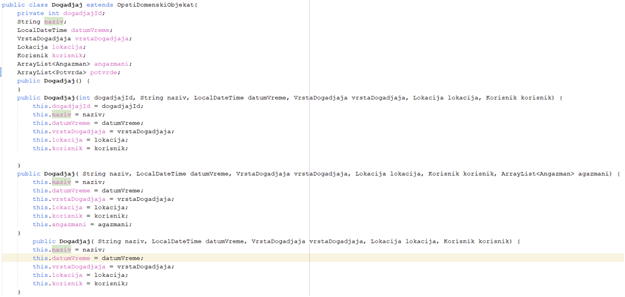 public class Dogadjaj extends OpstiDomenskiObjekat{
private int dogadjajId;
String naziv;
LocalDateTime datumVreme;
VrstaDogadjaja vrstaDogadjaja;
Lokacija lokacija;
Korisnik korisnik;
ArrayList<Angazman> angazmani;
ArrayList<Potvrda> potvrde;
public Dogadjaj() {
}
public Dogadjaj(int dogadjajId, String naziv, LocalDateTime datumVreme, VrstaDogadjaja vrstaDogadjaja, Lokacija lokacija, Korisnik korisnik) {
this.dogadjajId = dogadjajId;
this.naziv = naziv;
this.datumVreme = datumVreme;
this.vrstaDogadjaja = vrstaDogadjaja;
this.lokacija = lokacija;
this.korisnik = korisnik;
}
public Dogadjaj( String naziv, LocalDateTime datumVreme, VrstaDogadjaja vrstaDogadjaja, Lokacija lokacija, Korisnik korisnik, ArrayList<Angazman> agazmani) {
this.naziv = naziv;
this.datumVreme = datumVreme;
this.vrstaDogadjaja = vrstaDogadjaja;
this.lokacija = lokacija;
this.korisnik = korisnik;
this.angazmani = agazmani;
}
public Dogadjaj( String naziv, LocalDateTime datumVreme, VrstaDogadjaja vrstaDogadjaja, Lokacija lokacija, Korisnik korisnik) {
this.naziv = naziv;
this.datumVreme = datumVreme;
this.vrstaDogadjaja = vrstaDogadjaja;
this.lokacija = lokacija;
this.korisnik = korisnik;
}